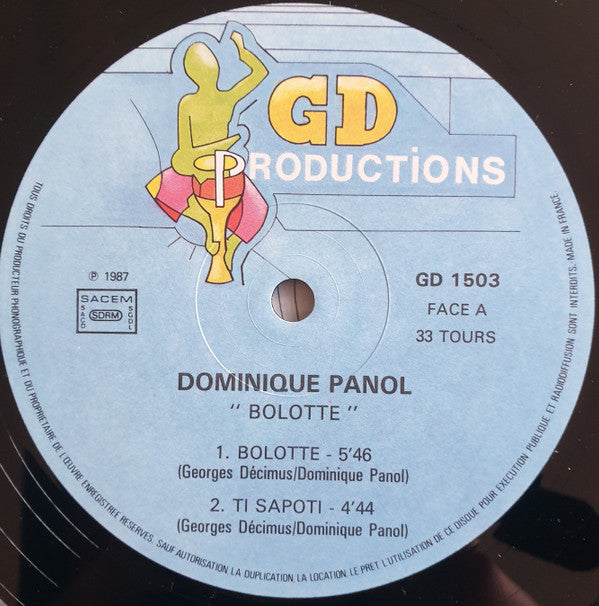 GD
PRODUCTiONS
℗ 1987
SACEM
SACD
SDRM
SGDL
GD 1503
FACE A
33 TOURS
DOMINIQUE PANOL
" BOLOTTE "
1. BOLOTTE - 5'46
(Georges Décimus/Dominique Panol)
2. TI SAPOTI - 4'44
(Georges Décimus/Dominique Panol)
TOUS DROITS DU PRODUCTEUR PHONOGRAPHIQUE ET DU PROPRIETAIRE DE L'ŒUVRE ENREGISTREE RESERVES. SAUF AUTORISATION LA DUPLICATION, LA LOCATION, LE PRET, L'UTILISATION DE CE DISQUE POUR EXECUTION PUBLIQUE ET RADIODIFFUSION SONT INTERDITS. MADE IN FRANCE.